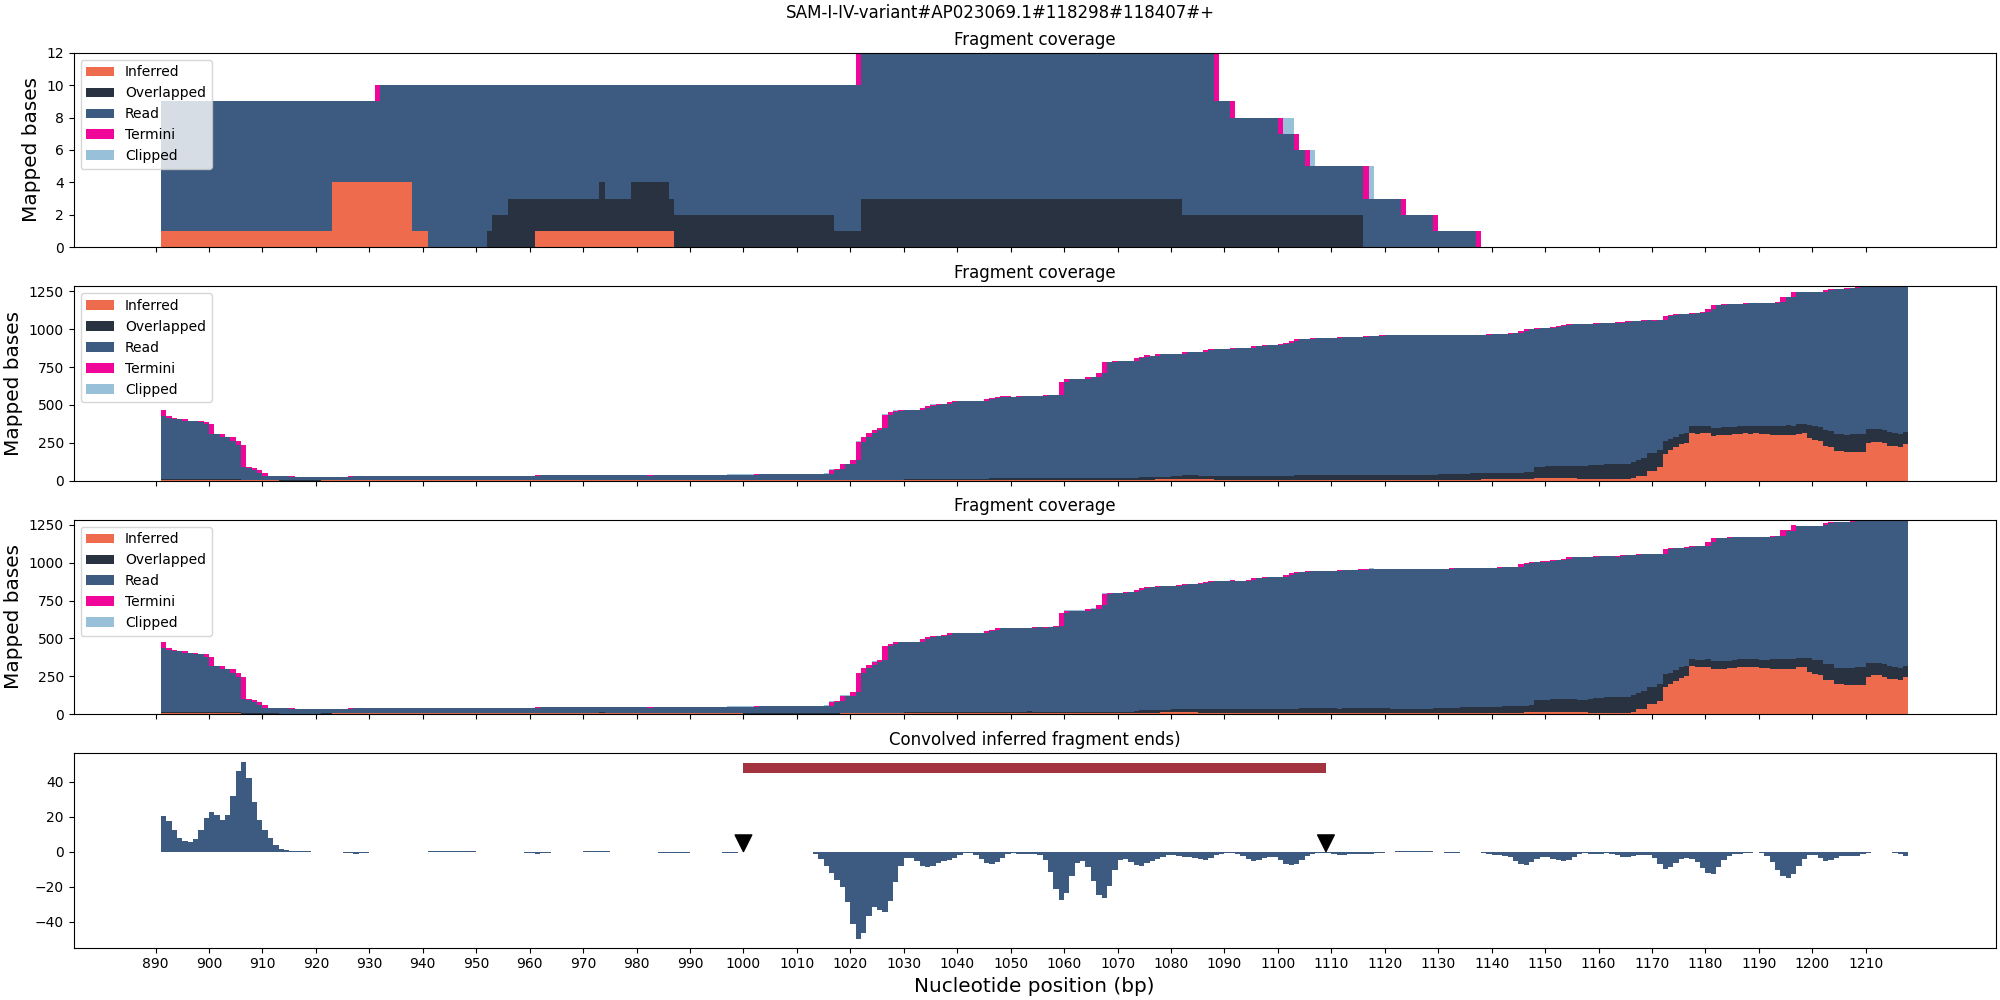 SAM-I-IV-variant#AP023069.1#118298#118407#+
Fragment coverage
Mapped bases
12
10
8
6
4
2
0
Inferred
Overlapped
Read
Termini
Clipped
Fragment coverage
Mapped bases
1250
1000
750
500
250
0
Inferred
Overlapped
Read
Termini
Clipped
Fragment coverage
Mapped bases
1250
1000
750
500
250
0
Inferred
Overlapped
Read
Termini
Clipped
Convolved inferred fragment ends)
40
20
0
−20
−40
890 900 910 920 930 940 950 960 970 980 990 1000 1010 1020 1030 1040 1050 1060 1070 1080 1090 1100 1110 1120 1130 1140 1150 1160 1170 1180 1190 1200 1210
Nucleotide position (bp)